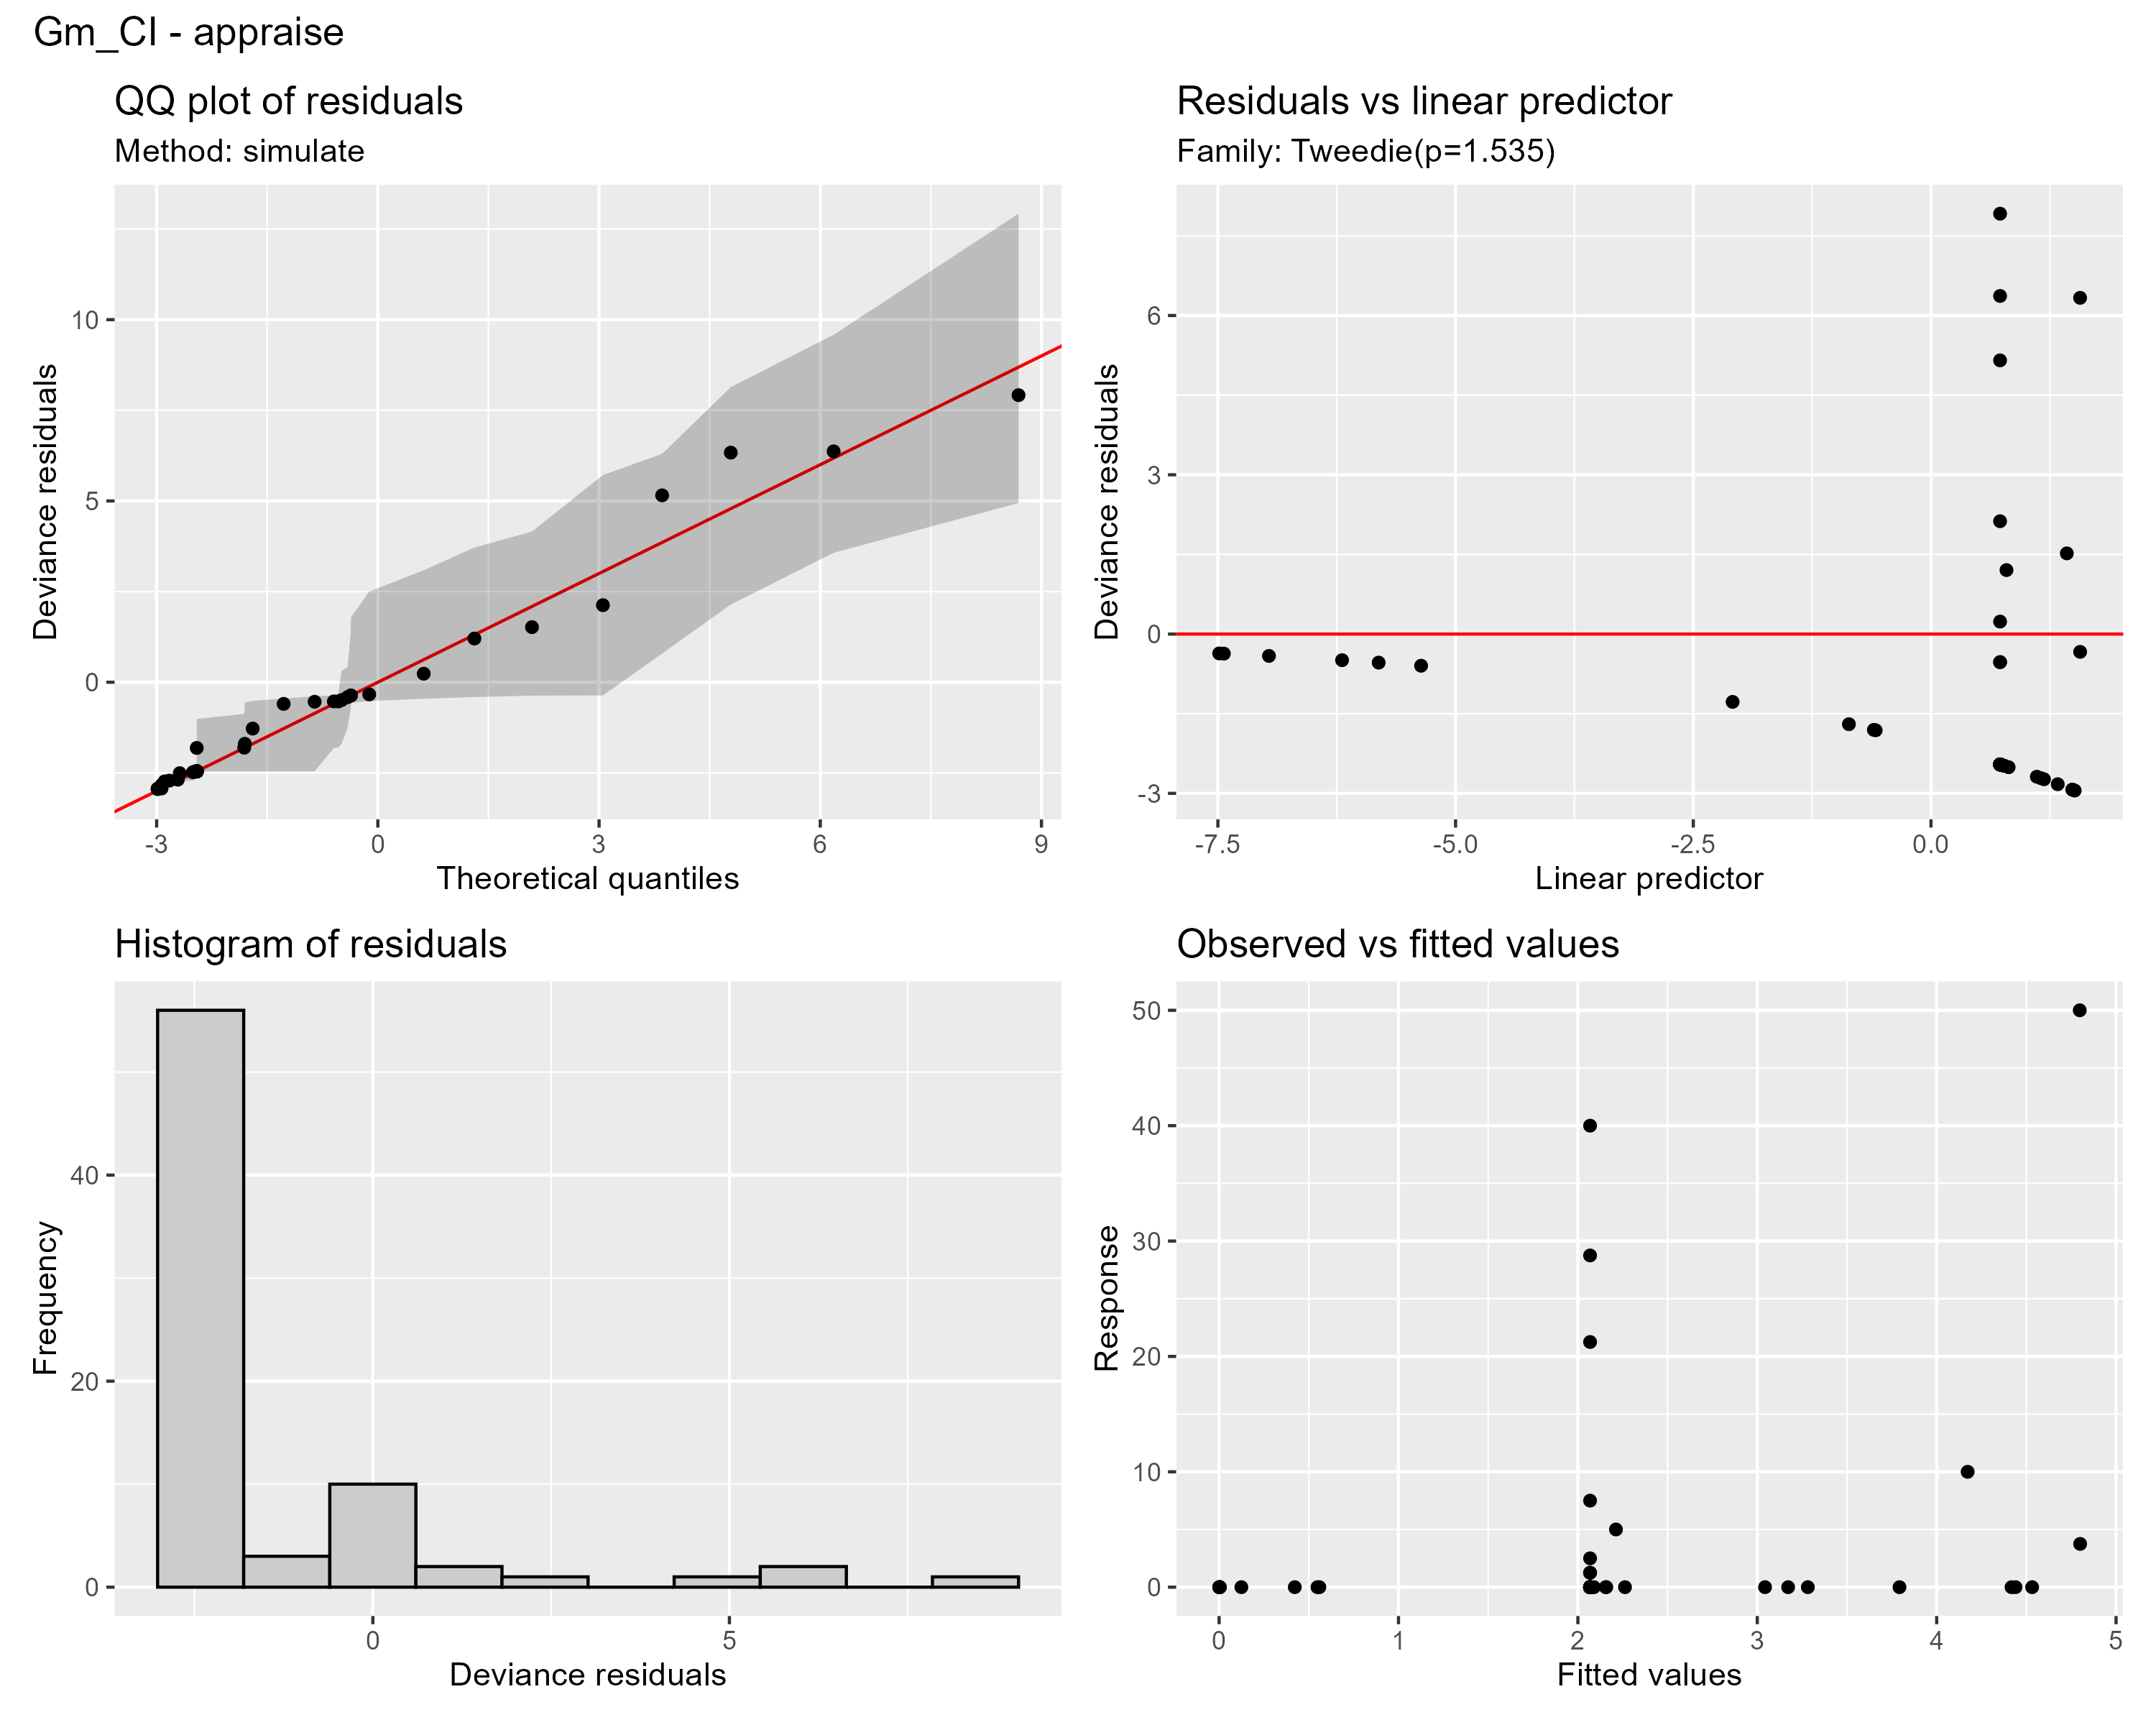 Gm_Cl - appraise
QQ plot of residuals
Method: simulate
10
5
0
-3
0
3
6
9
Theoretical quantiles
Deviance residuals
Residuals vs linear predictor
Family: Tweedie(p=1.535)
6
3
0
-3
-7.5
-5.0
-2.5
0.0
Linear predictor
Deviance residuals
Histogram of residuals
40
20
0
0
5
Deviance residuals
Frequency
Observed vs fitted values
50
40
30
20
10
0
0
1
2
3
4
5
Fitted values
Response